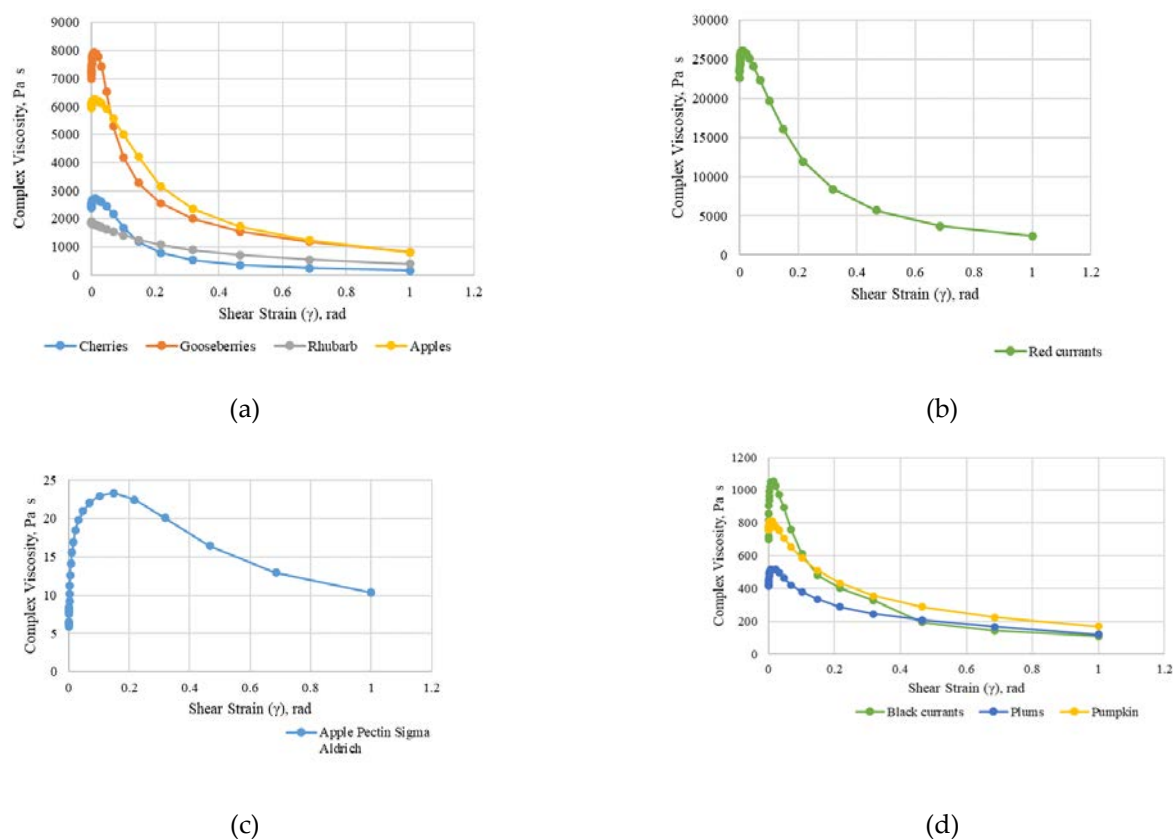 9000
8000
7000
6000
5000
4000
3000
2000
1000
0
Complex Viscosity, Pa s
0 0.2 0.4 0.6 0.8 1 1.2
Shear Strain (γ), rad
Cherries Gooseberries Rhubarb Apples
(a)
30000
25000
20000
15000
10000
5000
0
Complex Viscosity, Pa s
0 0.2 0.4 0.6 0.8 1 1.2
Shear Strain (γ), rad
Red currants
(b)
25
20
15
10
5
0
Complex Viscosity, Pa s
0 0.2 0.4 0.6 0.8 1 1.2
Shear Strain (γ), rad
Apple Pectin Sigma
Aldrich
(c)
1200
1000
800
600
400
200
0
Complex Viscosity, Pa s
0 0.2 0.4 0.6 0.8 1 1.2
Shear Strain (γ), rad
Black currants Plums Pumpkin
(d)